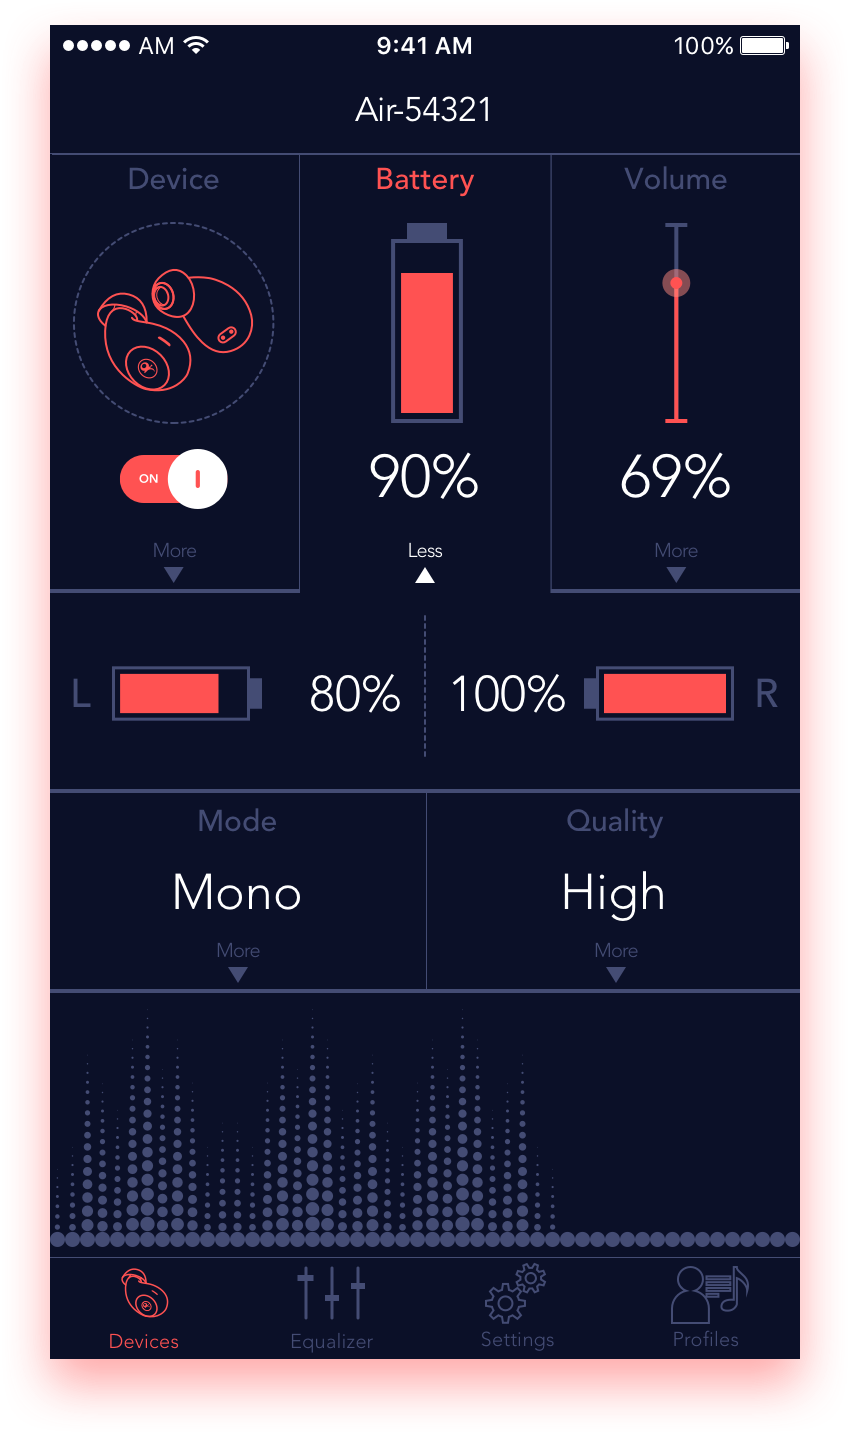 AM 9:41 AM 100%
Air-54321
Device Battery Volume
ON
90% 69%
More Less More
L 80% 100% R
Mode Quality
Mono High
More More
Devices Equalizer Settings Profiles